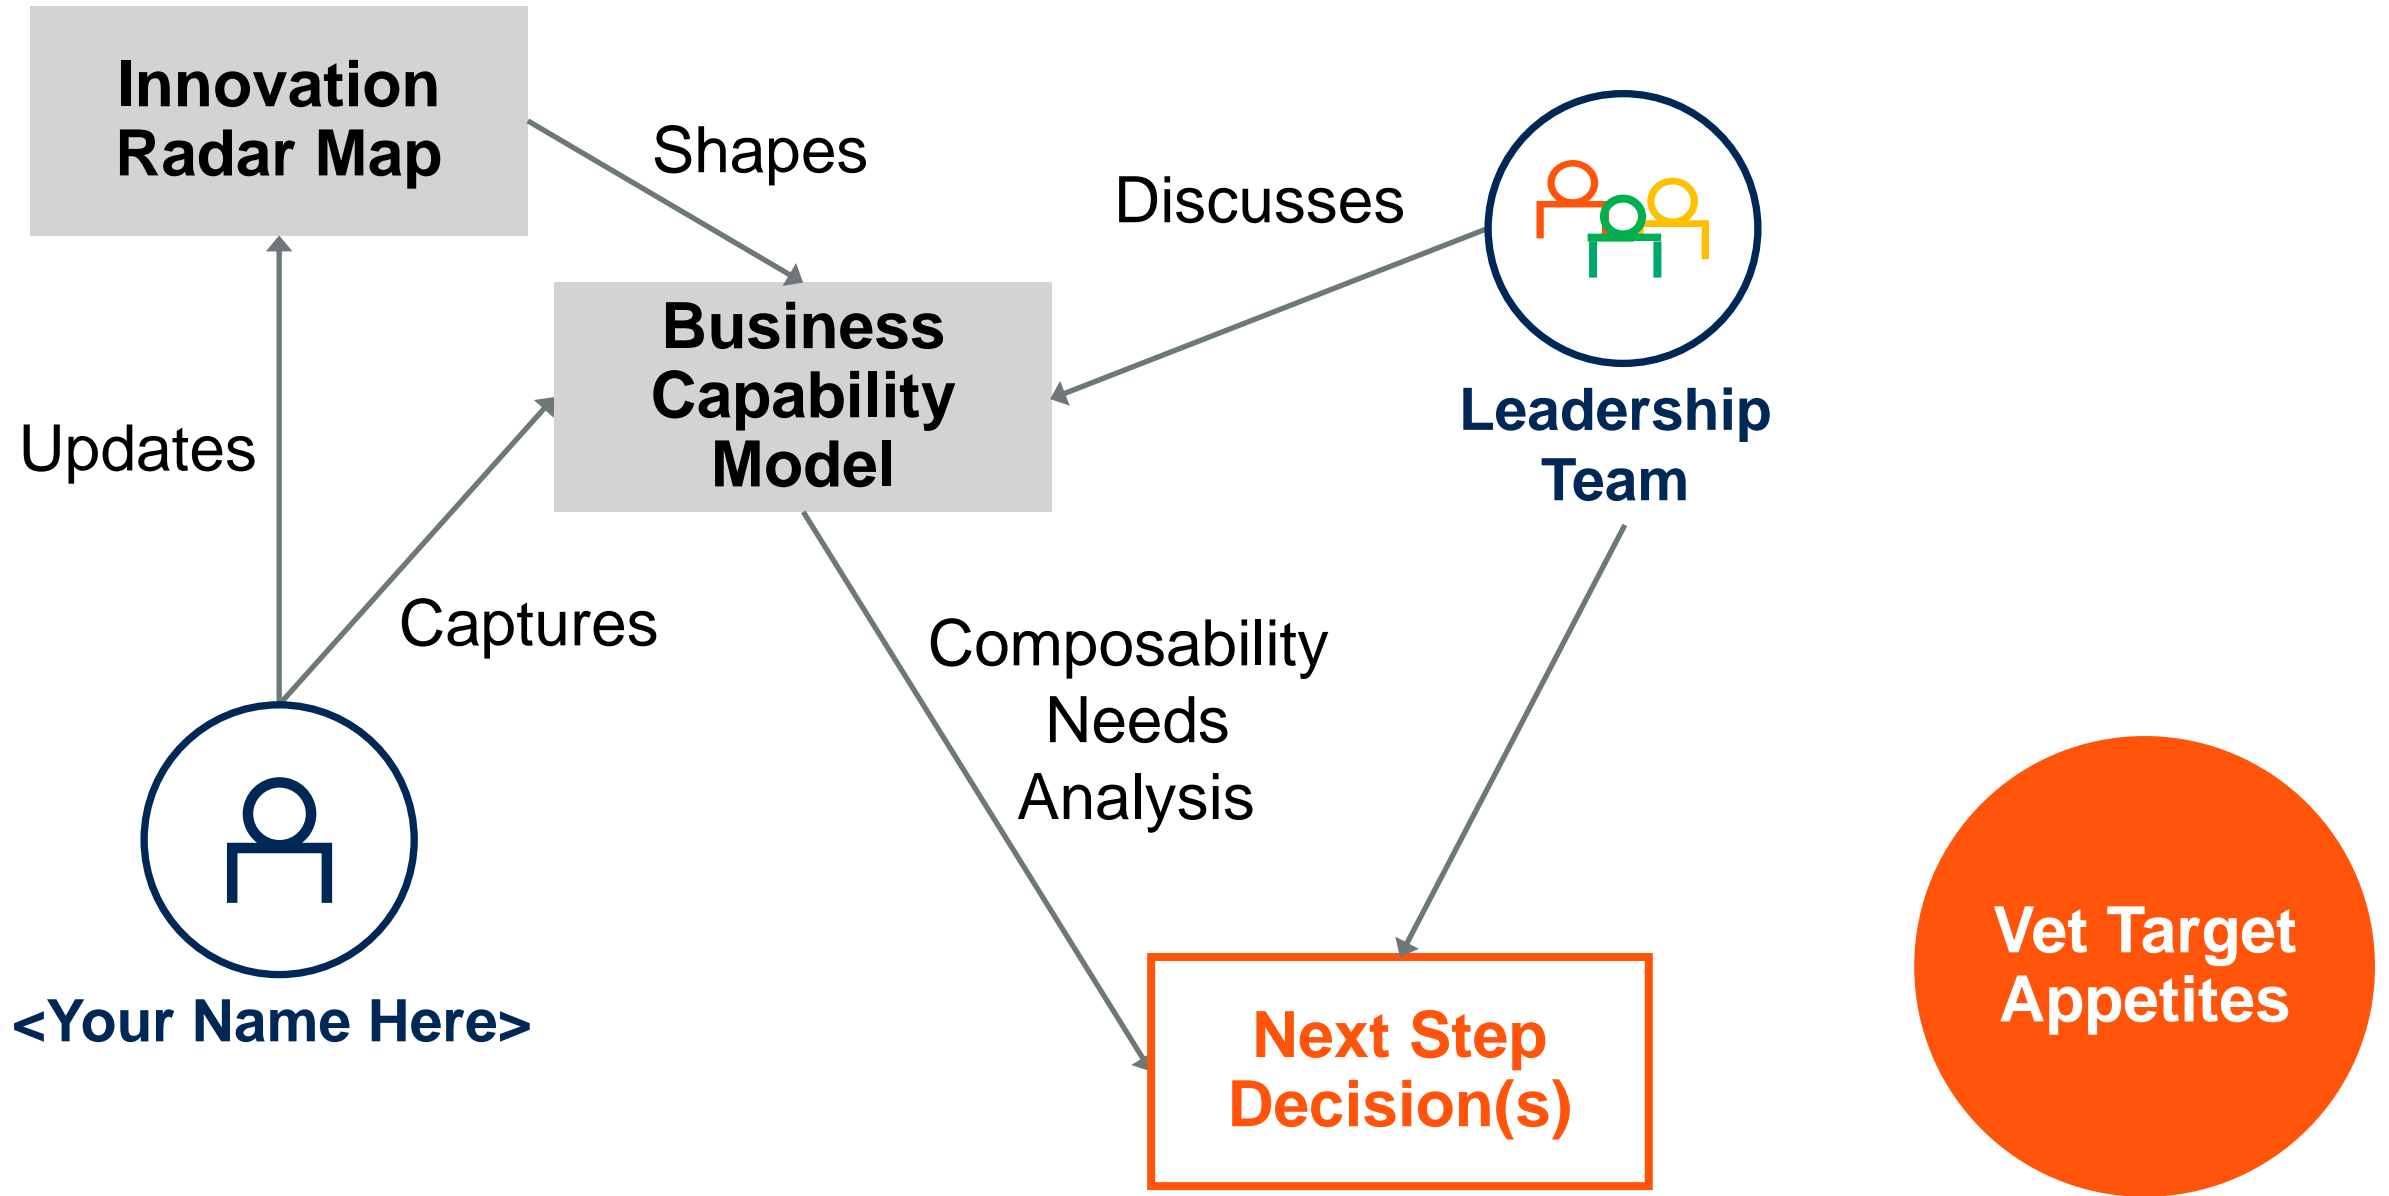 Innovation
Radar Map
Shapes
Discusses
Business
Capability
Model
Leadership
Team
Updates
Captures
Composability
Needs
Analysis
<Your Name Here>
Next Step
Decision(s)
Vet Target
Appetites